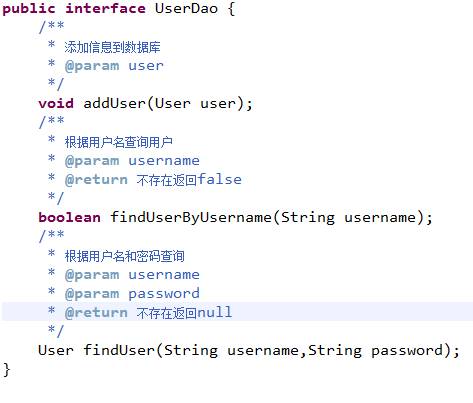 public interface UserDao {
/**
* 添加信息到数据库
* @param user
*/
void addUser(User user);
/**
* 根据用户名查询用户
* @param username
* @return 不存在返回false
*/
boolean findUserByUsername(String username);
/**
* 根据用户名和密码查询
* @param username
* @param password
* @return 不存在返回null
*/
User findUser(String username,String password);
}